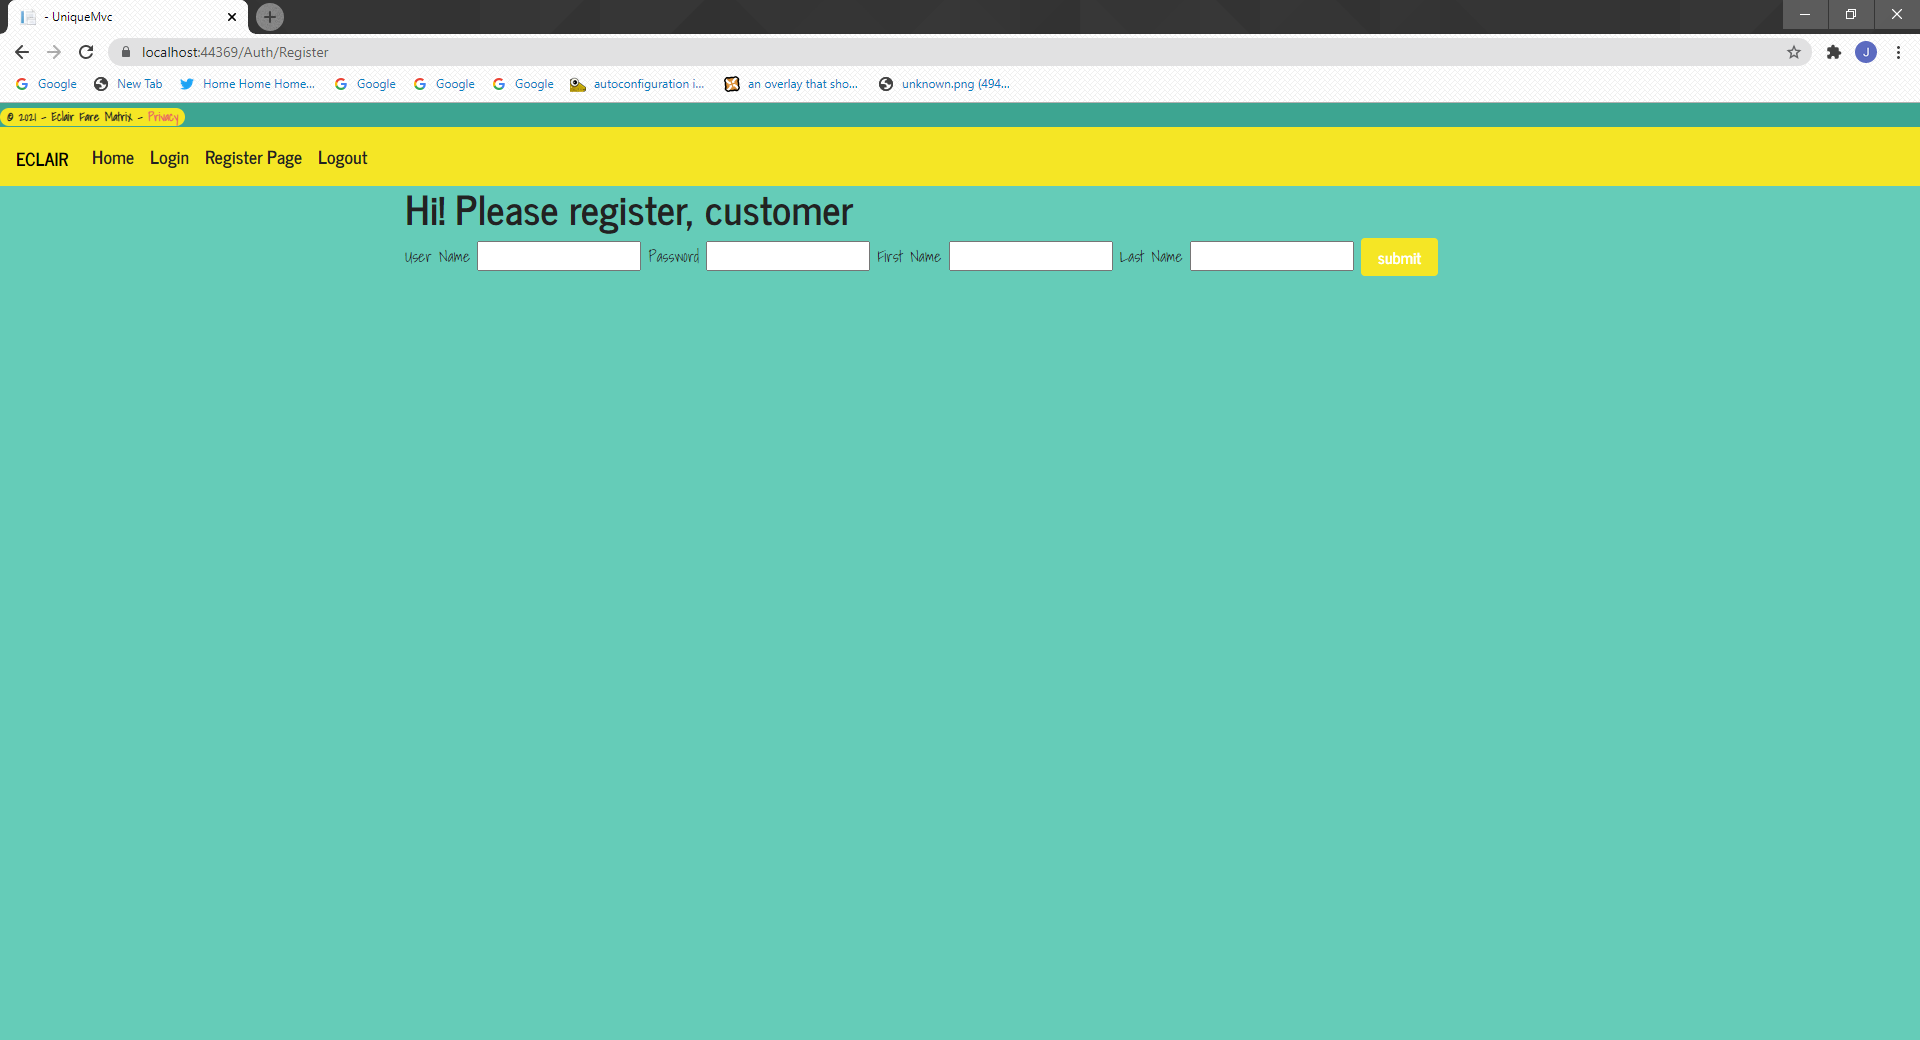 - UniqueMvc
localhost:44369/Auth/Register
J
Google New Tab Home Home Home... Google Google Google autoconfiguration i... an overlay that sho... unknown.png (494...
© 2021 - Eclair Fare Matrix - Privacy
ECLAIR Home Login Register Page Logout
Hi! Please register, customer
User Name Password First Name Last Name submit